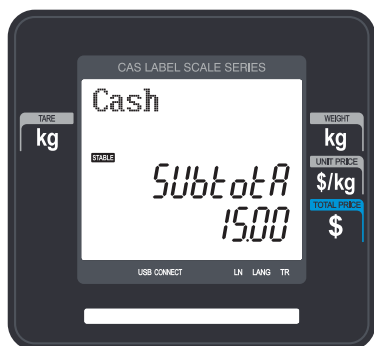 CAS LABEL SCALE SERIES
Cash
TARE
kg
STABLE
SUbtotA
15.00
WEIGHT
kg
UNIT PRICE
$/kg
TOTAL PRICE
$
USB CONNECT LN LANG TR